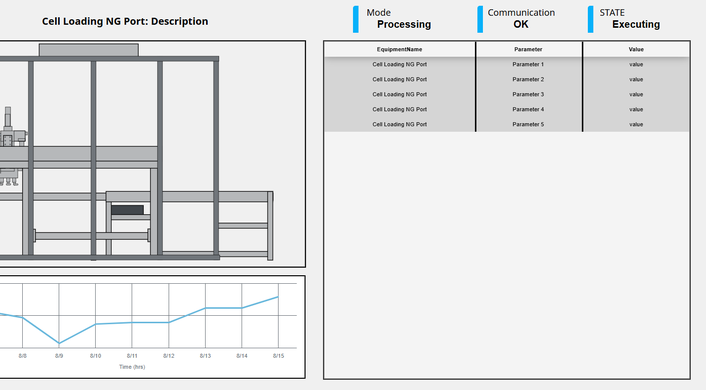 Cell Loading NG Port: Description
Mode
Processing
Communication
OK
STATE
Executing
EquipmentName Parameter Value
Cell Loading NG Port Parameter 1 value
Cell Loading NG Port Parameter 2 value
Cell Loading NG Port Parameter 3 value
Cell Loading NG Port Parameter 4 value
Cell Loading NG Port Parameter 5 value
8/8 8/9 8/10 8/11 8/12 8/13 8/14 8/15
Time (hrs)